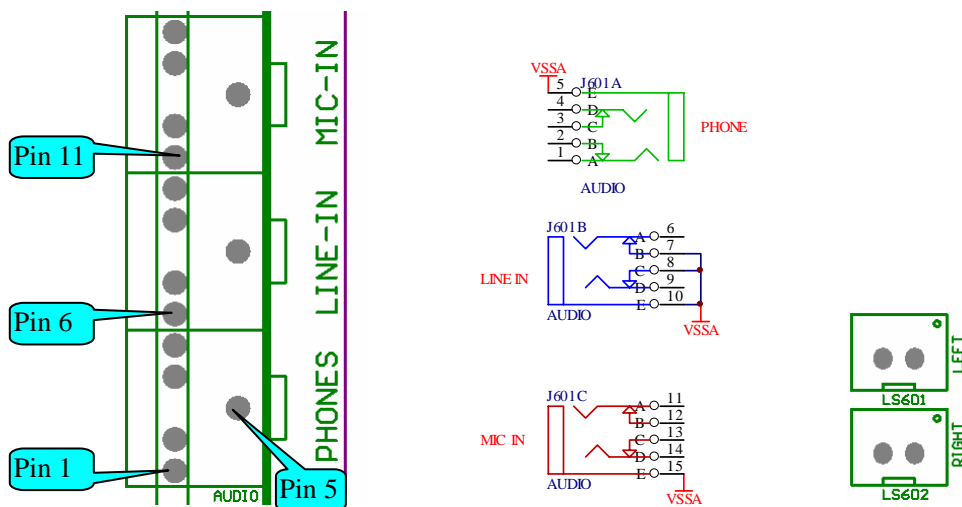 MIC-IN
Pin 11
LINE-IN
Pin 6
PHONES
Pin 1
Pin 5
AUDIO
VSSA
J601A
5 E
4 D
3 C
2 B
1 A
PHONE
AUDIO
J601B
A 6
B 7
C 8
D 9
E 10
LINE IN
AUDIO
VSSA
J601C
A 11
B 12
C 13
D 14
E 15
MIC IN
AUDIO
VSSA
LEFT
LS601
RIGHT
LS602